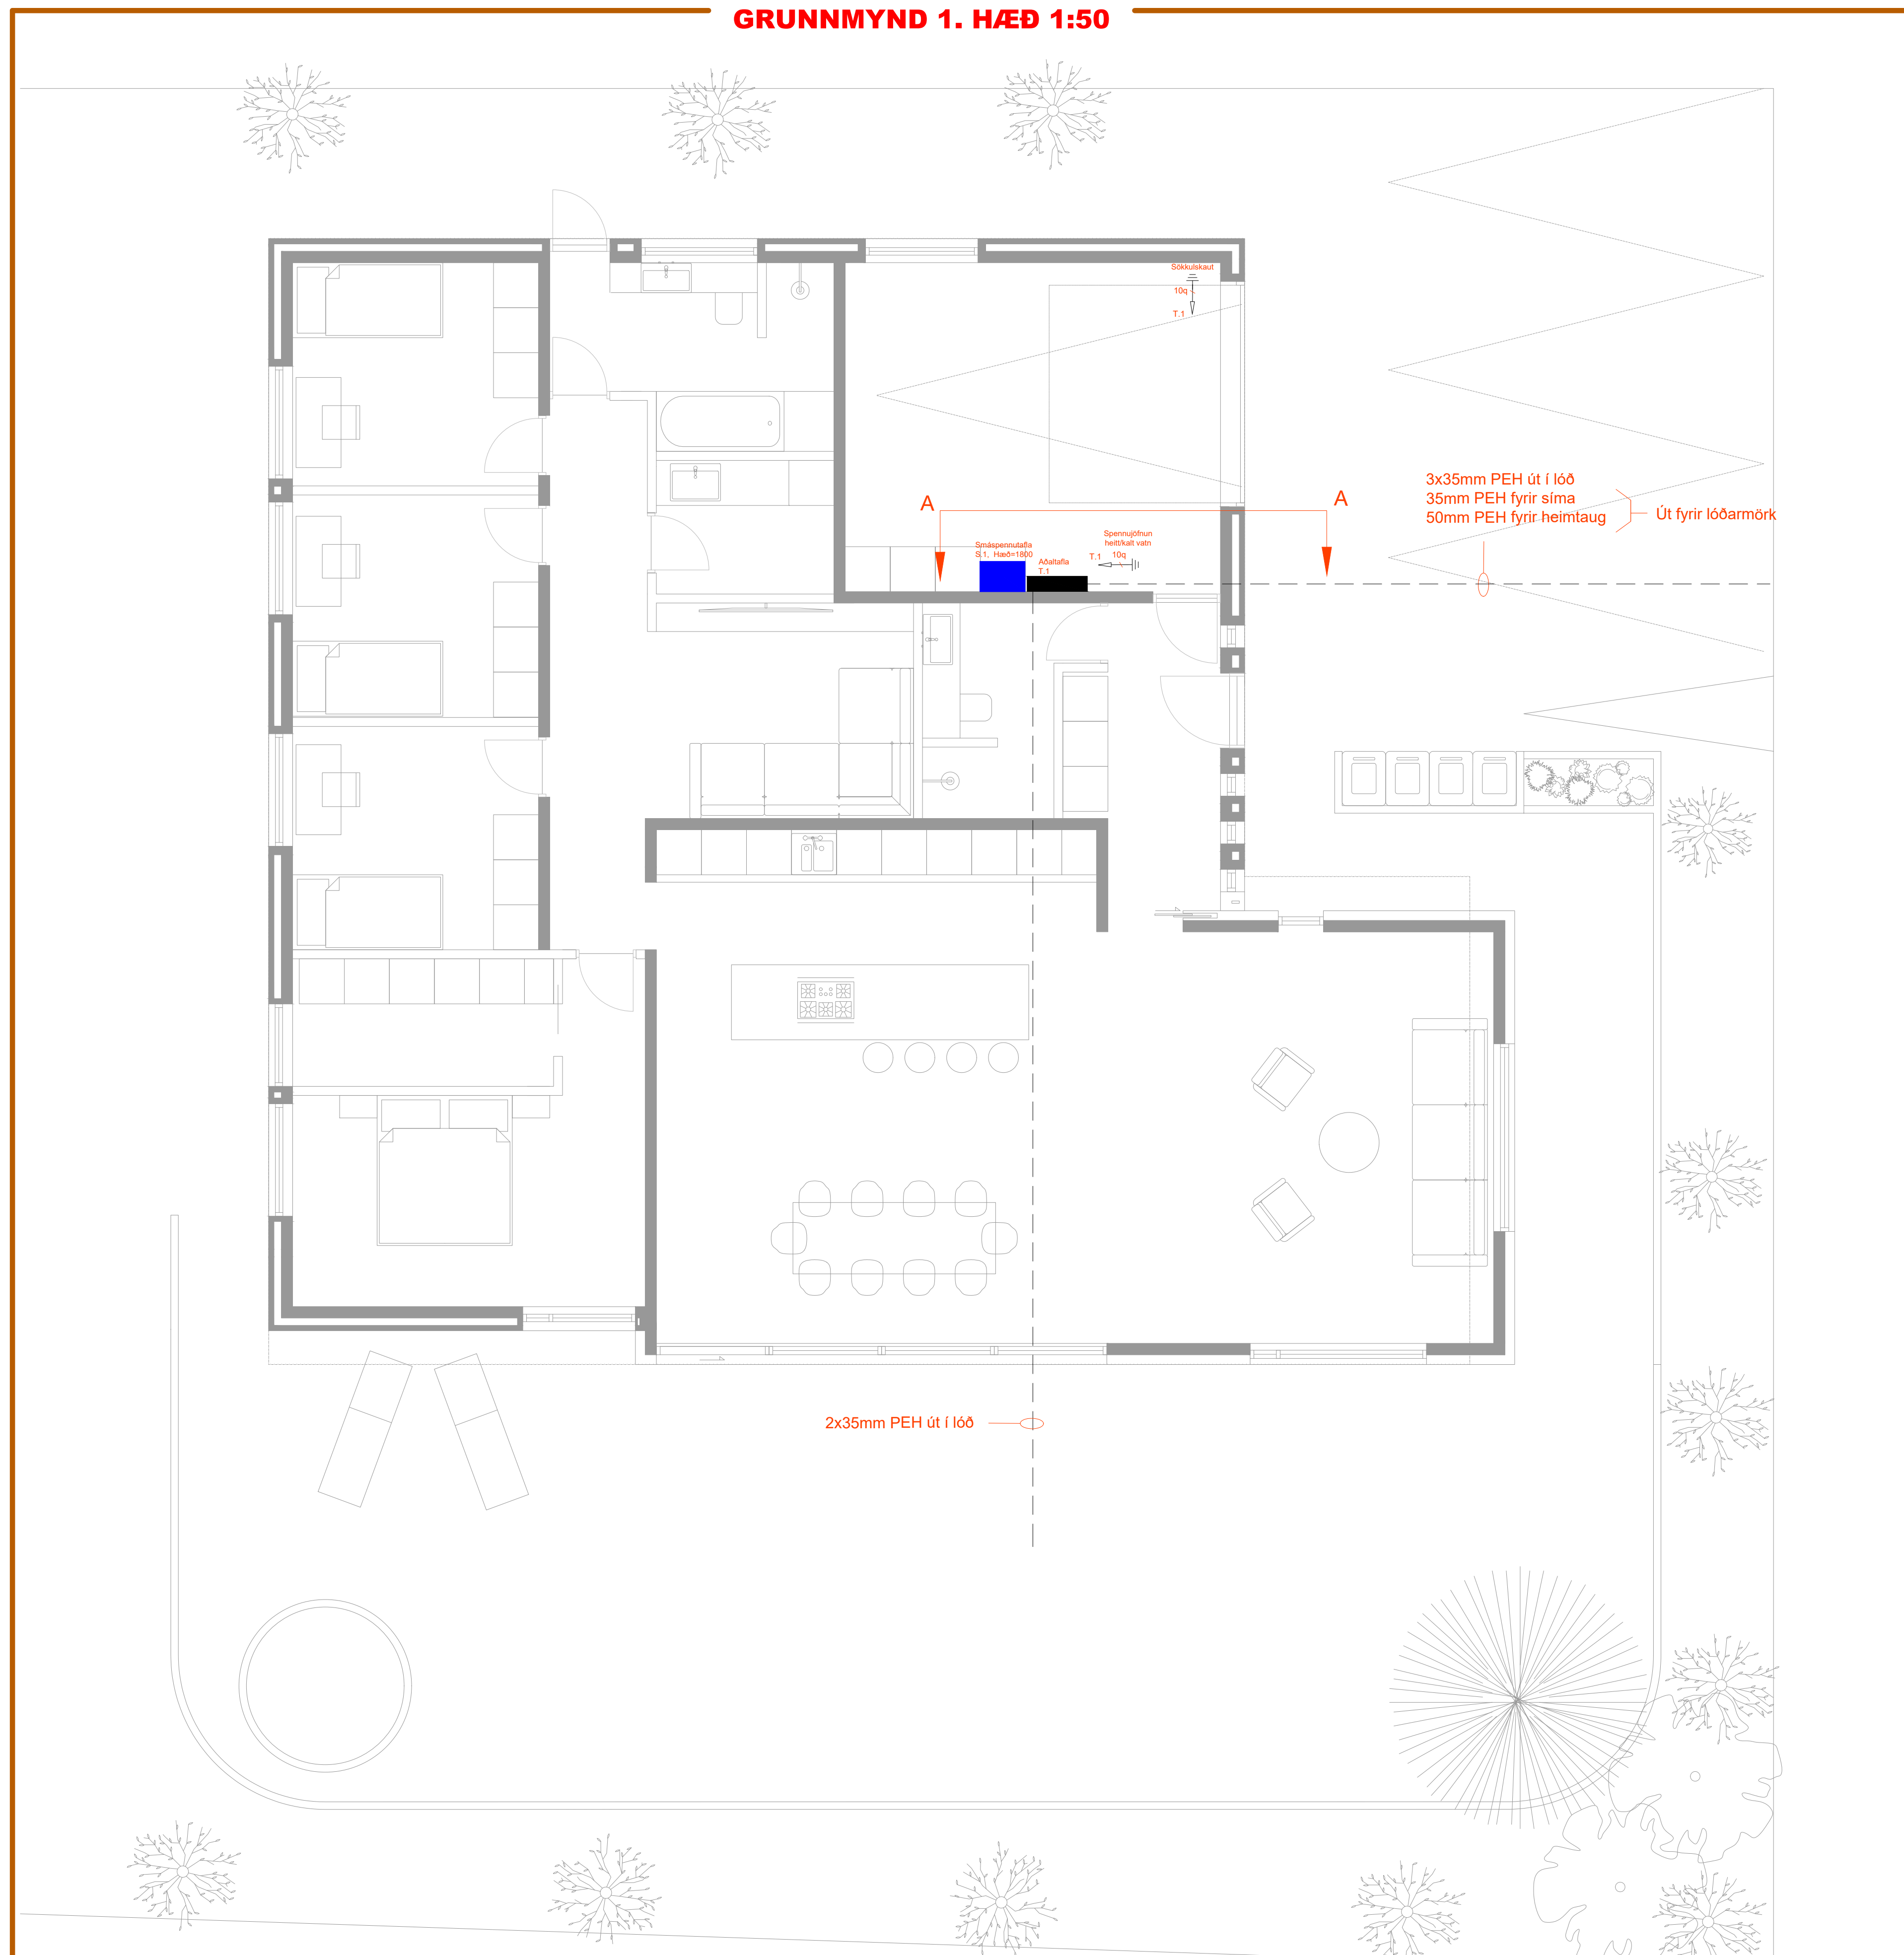 GRUNNMYND 1. HÆÐ 1:50
Sökkulskaut
10q
T.1
3x35mm PEH út í lóð
35mm PEH fyrir síma
50mm PEH fyrir heimtaug
Út fyrir lóðarmörk
A
A
Spennujöfnun
heitt/kalt vatn
T.1
10q
Smáspennutafla
S.1, Hæð=1800
Aðaltafla
T.1
2x35mm PEH út í lóð